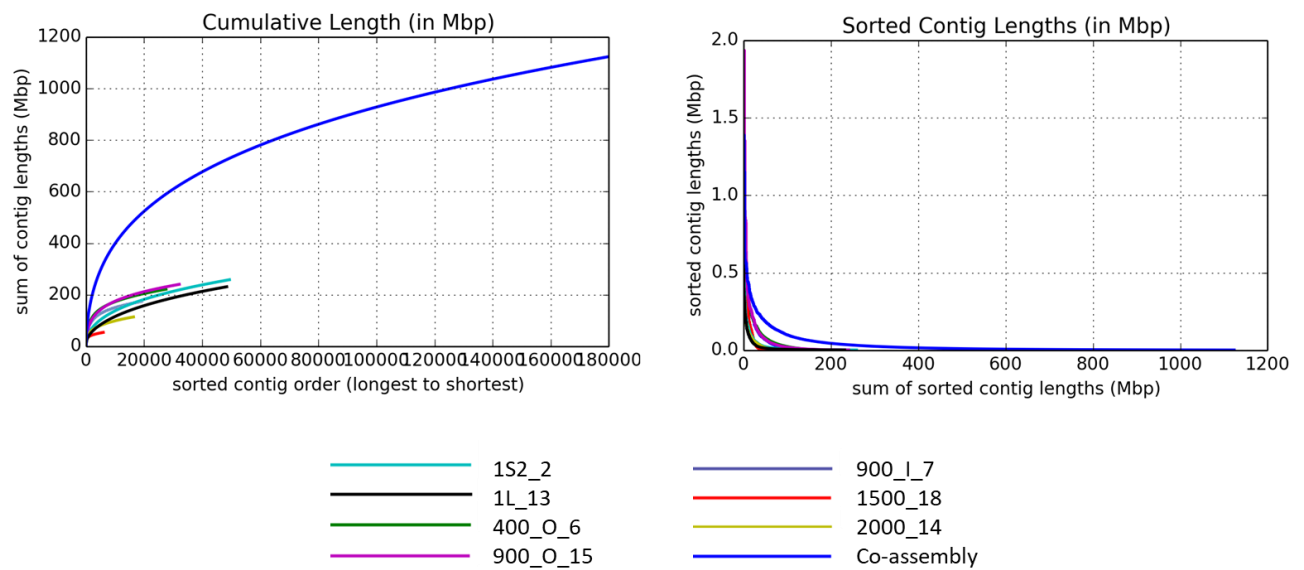 Cumulative Length (in Mbp)
1200
1000
800
600
400
200
0
sum of contig lengths (Mbp)
0 20000 40000 60000 80000 100000 120000 140000 160000 180000
sorted contig order (longest to shortest)
Sorted Contig Lengths (in Mbp)
2.0
1.5
1.0
0.5
0.0
sorted contig lengths (Mbp)
0 200 400 600 800 1000 1200
sum of sorted contig lengths (Mbp)
1S2_2
1L_13
400_O_6
900_O_15
900_I_7
1500_18
2000_14
Co-assembly